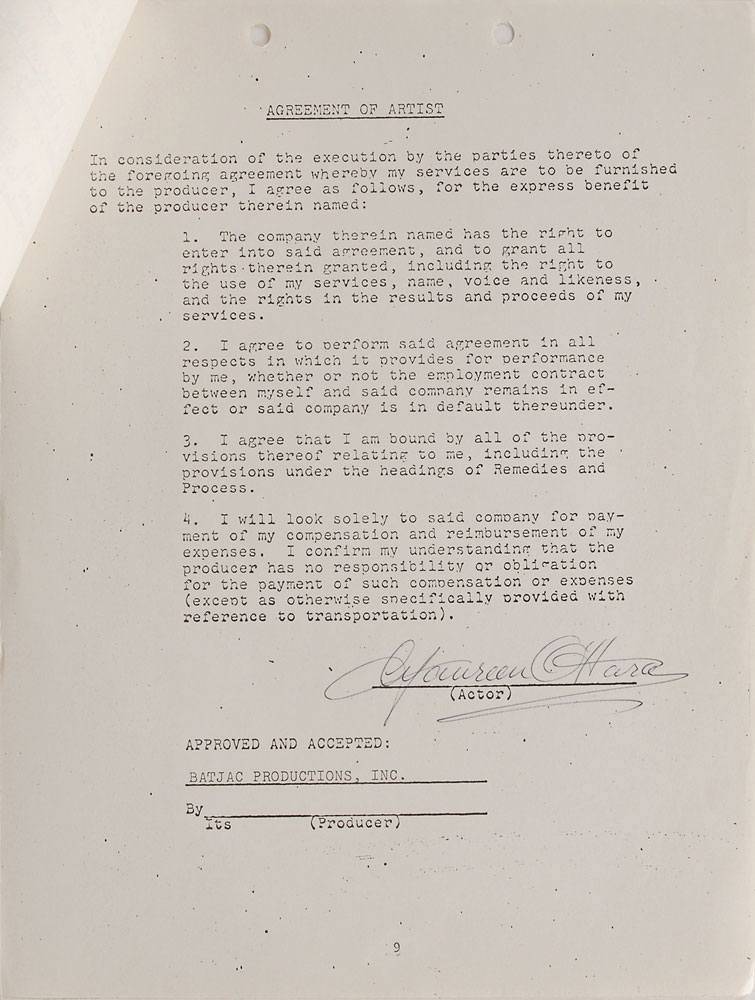 AGREEMENT OF ARTIST
In consideration of the execution by the parties thereto of
the foregoing agreement whereby my services are to be furnished
to the producer, I agree as follows, for the express benefit
of the producer therein named:
1. The company therein named has the right to
enter into said agreement, and to grant all
rights therein granted, including the right to
the use of my services, name, voice and likeness,
and the rights in the results and proceeds of my
services.
2. I agree to perform said agreement in all
respects in which it provides for performance
by me, whether or not the employment contract
between myself and said company remains in ef-
fect or said company is in default thereunder.
3. I agree that I am bound by all of the pro-
visions thereof relating to me, including the
provisions under the headings of Remedies and
Process.
4. I will look solely to said company for pay-
ment of my compensation and reimbursement of my
expenses. I confirm my understanding that the
producer has no responsibility or obligation
for the payment of such compensation or expenses
(except as otherwise specifically provided with
reference to transportation).
Maureen O'Hara
(Actor)
APPROVED AND ACCEPTED:
BATJAC PRODUCTIONS, INC.
By
Its (Producer)
9